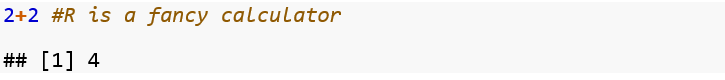 2+2 #R is a fancy calculator
## [1] 4